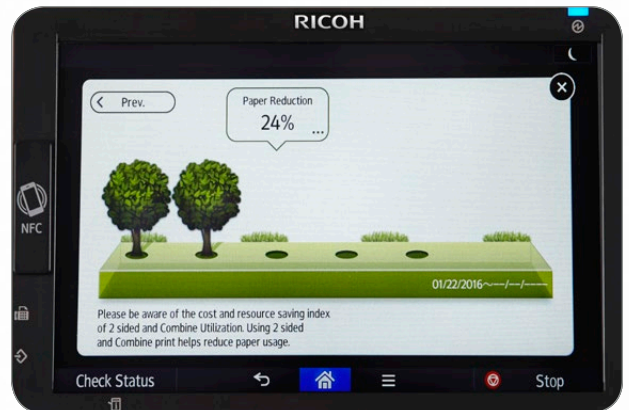 RICOH
Prev.
Paper Reduction
24%
...
NFC
01/22/2016~--/--/----
Please be aware of the cost and resource saving index
of 2 sided and Combine Utilization. Using 2 sided
and Combine print helps reduce paper usage.
Check Status
Stop